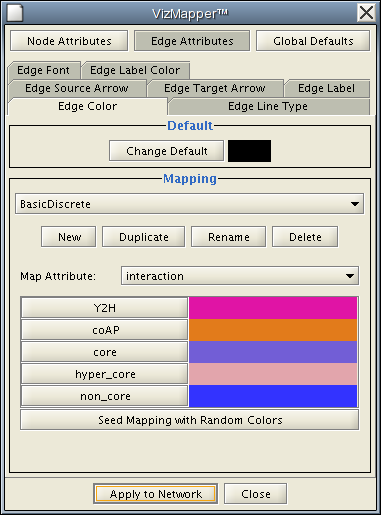 VizMapper™
Node Attributes Edge Attributes Global Defaults
Edge Font Edge Label Color
Edge Source Arrow Edge Target Arrow Edge Label
Edge Color Edge Line Type
Default
Change Default
Mapping
BasicDiscrete
New Duplicate Rename Delete
Map Attribute: interaction
Y2H
coAP
core
hyper_core
non_core
Seed Mapping with Random Colors
Apply to Network Close